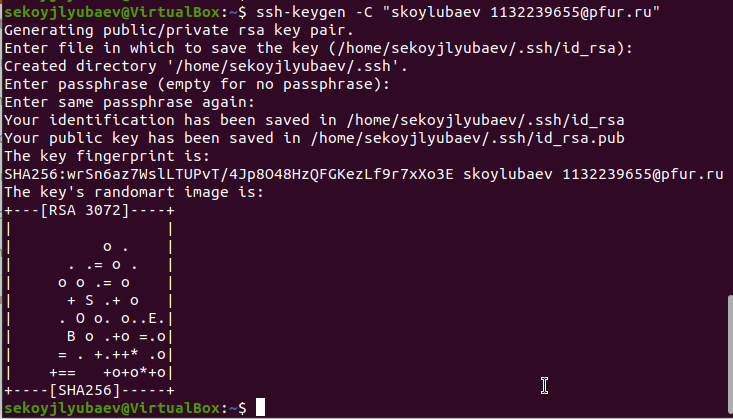 sekoyjlyubaev@VirtualBox:~$ ssh-keygen -C "skoylubaev 1132239655@pfur.ru"
Generating public/private rsa key pair.
Enter file in which to save the key (/home/sekoyjlyubaev/.ssh/id_rsa):
Created directory '/home/sekoyjlyubaev/.ssh'.
Enter passphrase (empty for no passphrase):
Enter same passphrase again:
Your identification has been saved in /home/sekoyjlyubaev/.ssh/id_rsa
Your public key has been saved in /home/sekoyjlyubaev/.ssh/id_rsa.pub
The key fingerprint is:
SHA256:wrSn6az7WslLTUPvT/4Jp8O48HzQFGKezLf9r7xXo3E skoylubaev 1132239655@pfur.ru
The key's randomart image is:
+---[RSA 3072]----+
|                 |
|          o .    |
|      . .= o .   |
|     o o .= o    |
|      + S .+ o   |
|     . O o. o..E.|
|      B o .+o =.o|
|     = . +.++* .o|
|    +==   +o+o*+o|
+----[SHA256]-----+
sekoyjlyubaev@VirtualBox:~$